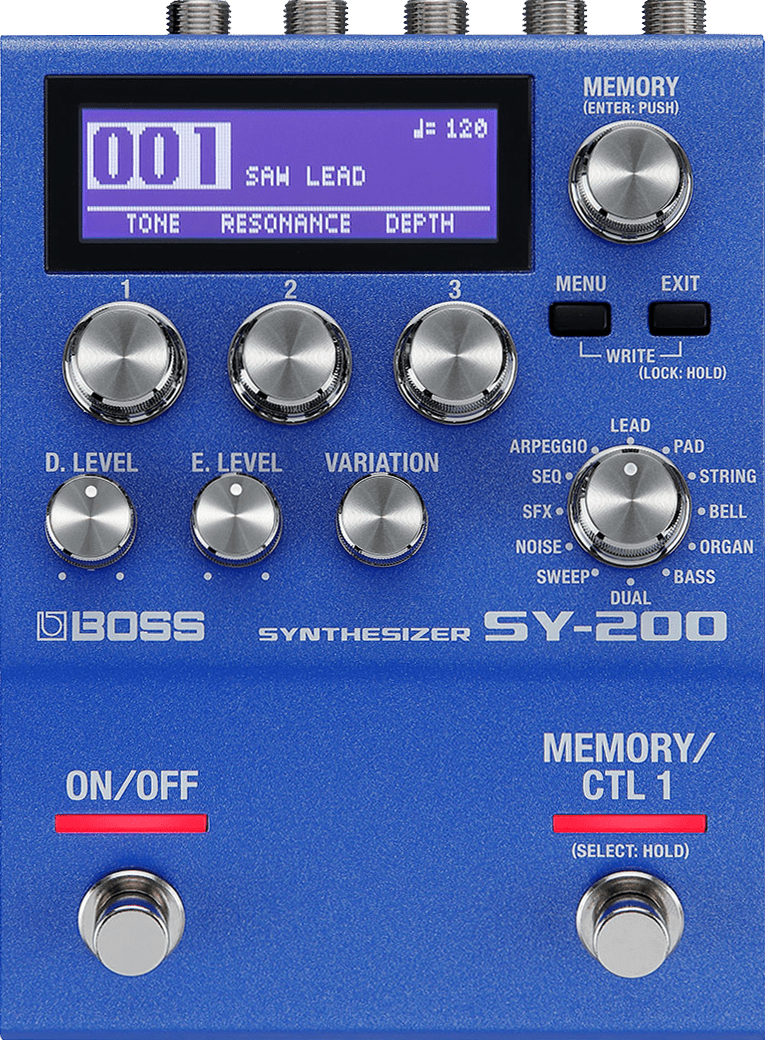 MEMORY
(ENTER: PUSH)
001
♩= 120
SAW LEAD
TONE RESONANCE DEPTH
1 2 3
MENU EXIT
WRITE
(LOCK: HOLD)
D. LEVEL E. LEVEL VARIATION
LEAD
ARPEGGIO PAD
SEQ STRING
SFX BELL
NOISE ORGAN
SWEEP BASS
DUAL
BOSS SYNTHESIZER SY-200
ON/OFF
MEMORY/
CTL 1
(SELECT: HOLD)